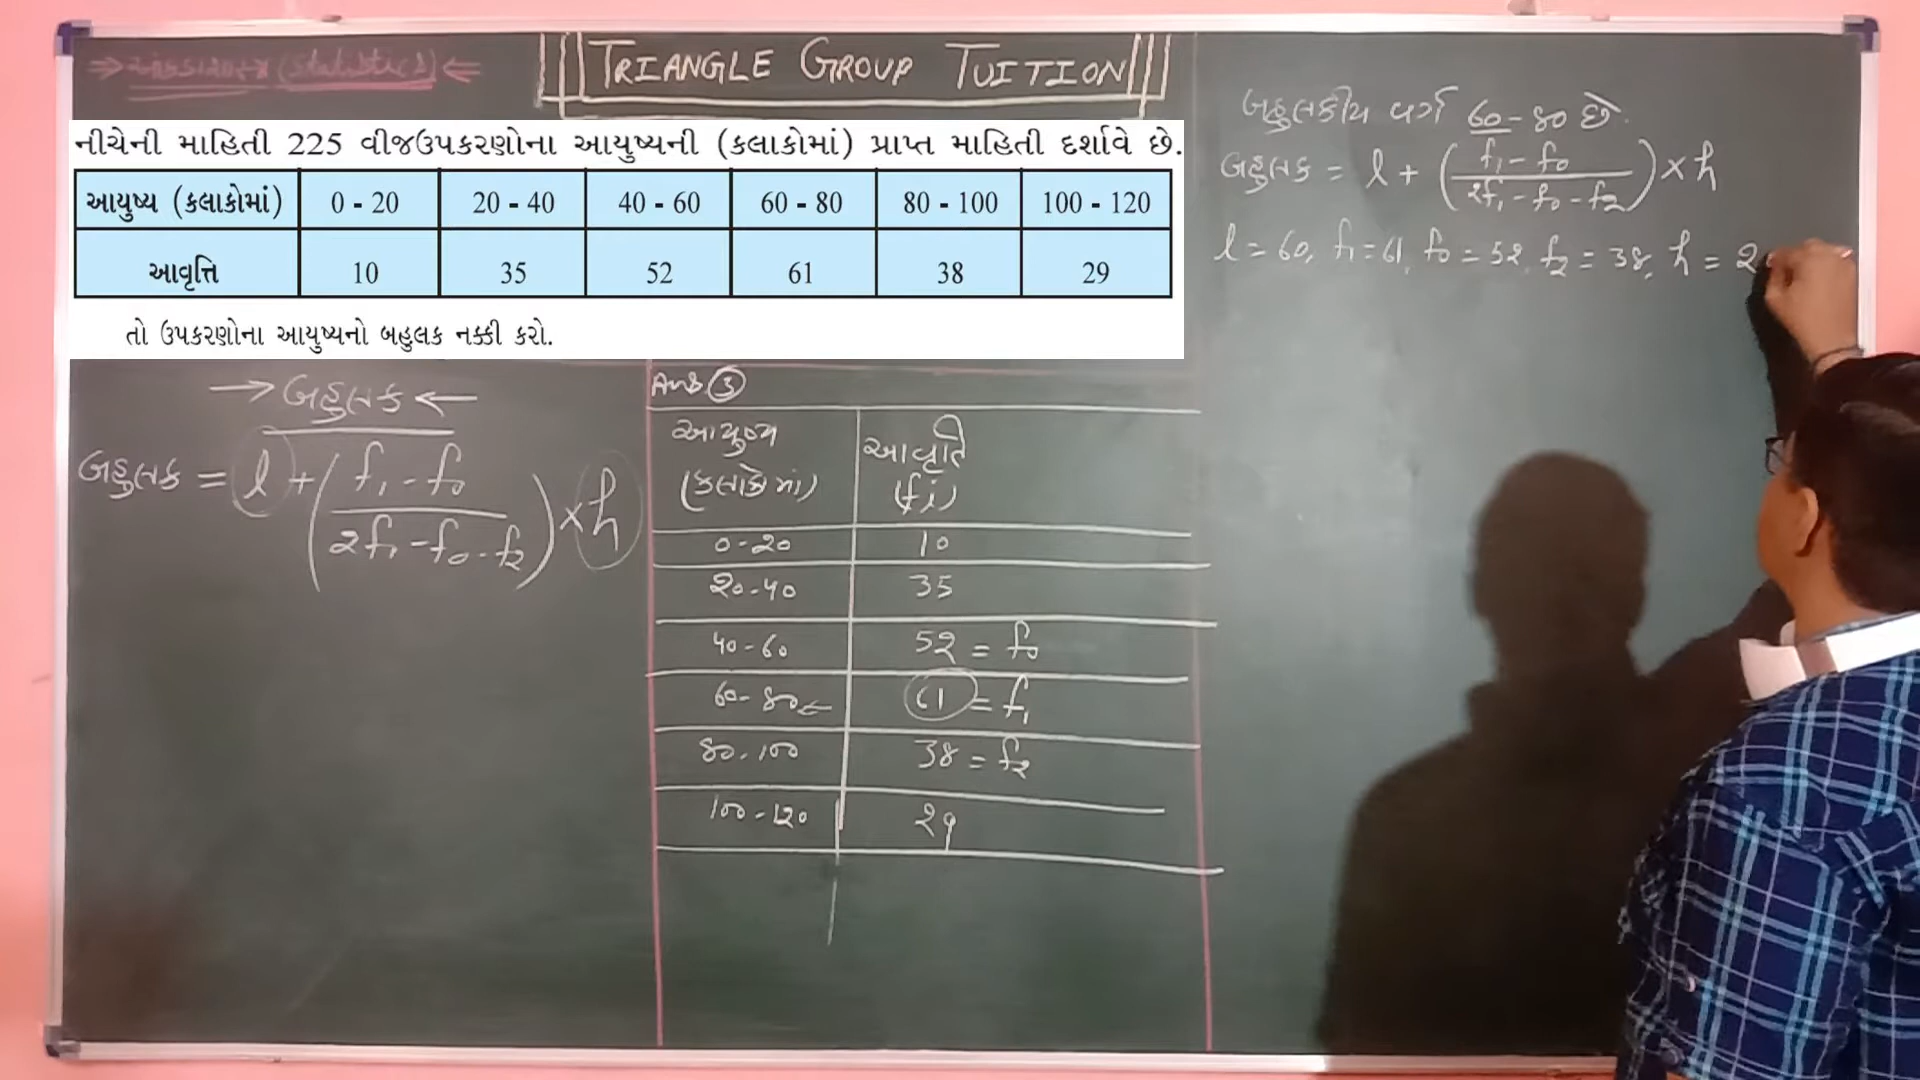 ⇒ આંકડાશાસ્ત્ર (Statistics) ⇐
TRIANGLE GROUP TUITION
નીચેની માહિતી 225 વીજઉપકરણોના આયુષ્યની (કલાકોમાં) પ્રાપ્ત માહિતી દર્શાવે છે.
આયુષ્ય (કલાકોમાં) 0 - 20 20 - 40 40 - 60 60 - 80 80 - 100 100 - 120
આવૃત્તિ 10 35 52 61 38 29
તો ઉપકરણોના આયુષ્યનો બહુલક નક્કી કરો.
→ બહુલક ←
બહુલક = l + ( f₁ - f₀ / 2f₁ - f₀ - f₂ ) × h
Ans ③
આયુષ્ય (કલાકોમાં) આવૃતિ (fi)
0-20 10
20-40 35
40-60 52 = f₀
60-80 ← 61 = f₁
80-100 38 = f₂
100-120 29
બહુલકીય વર્ગ 60-80 છે.
બહુલક = l + ( f₁ - f₀ / 2f₁ - f₀ - f₂ ) × h
l = 60, f₁ = 61, f₀ = 52, f₂ = 38, h = 2